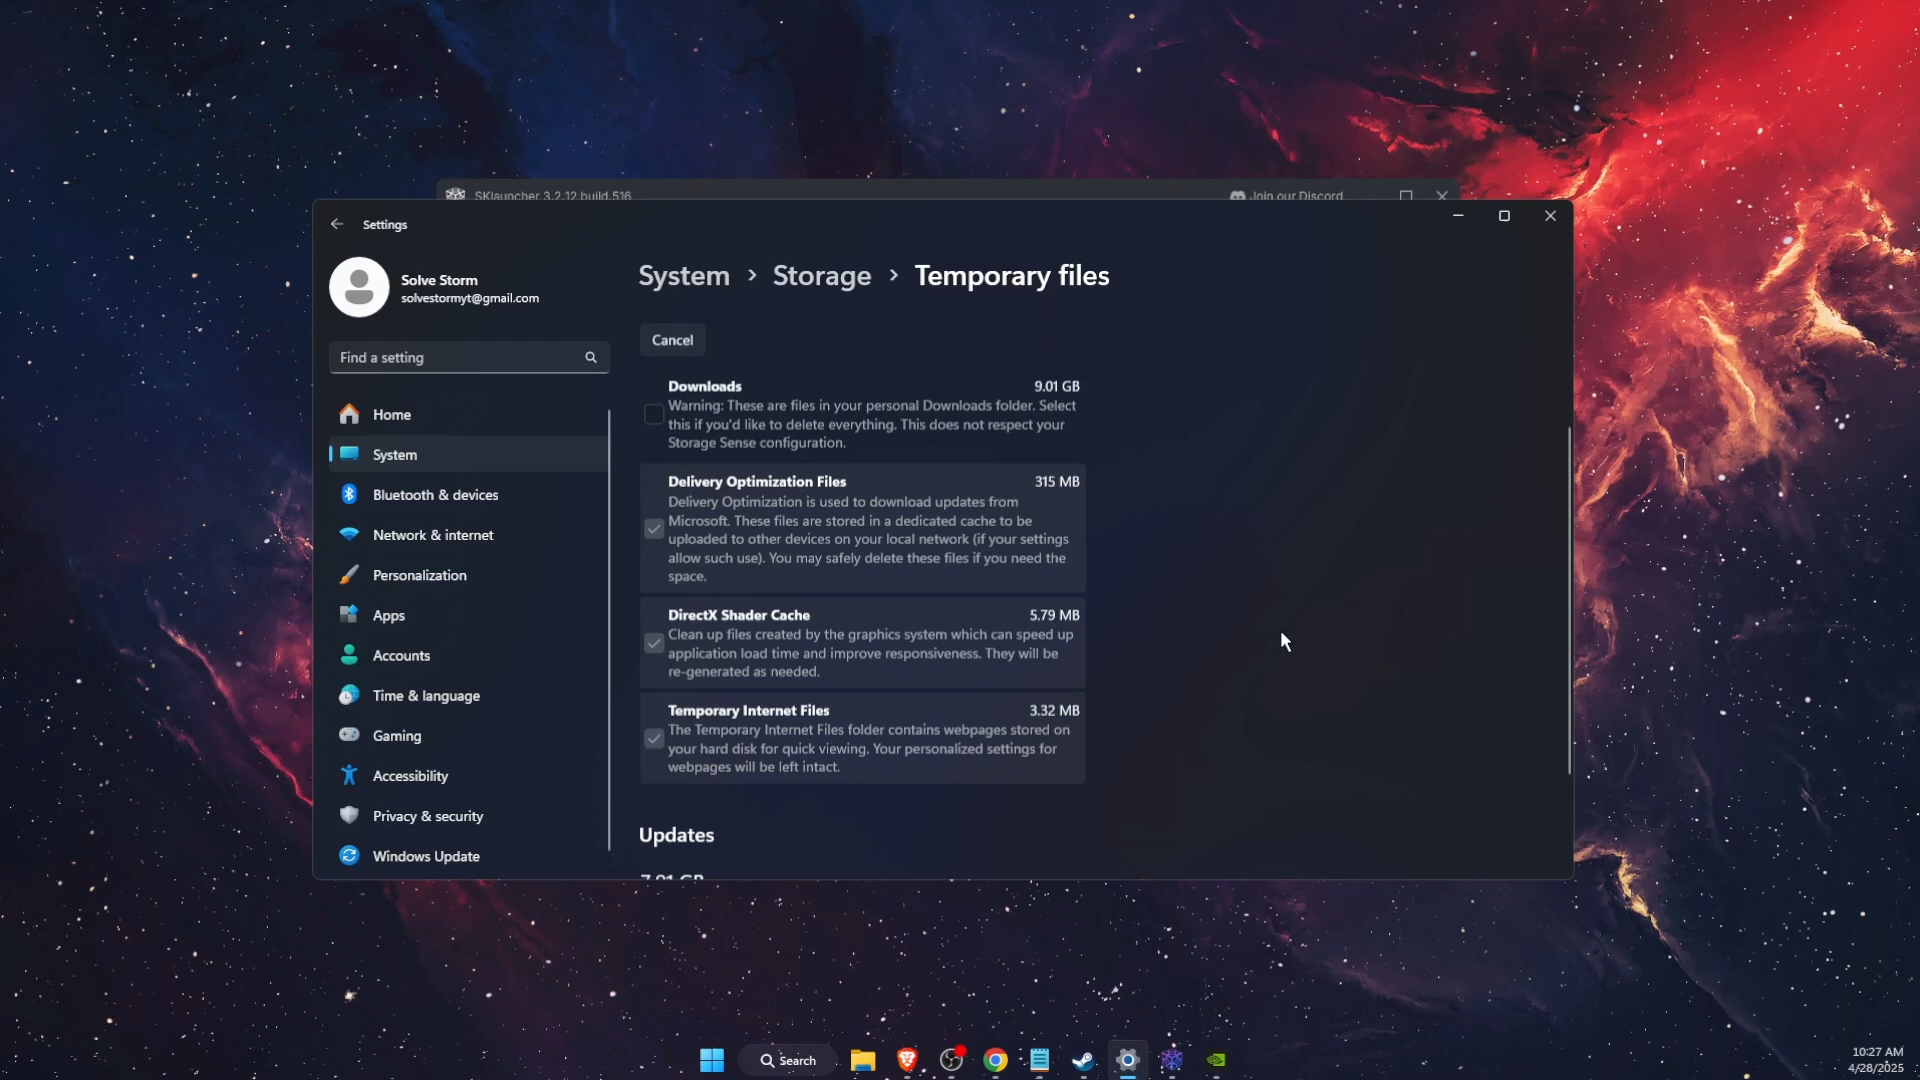 SKlauncher 3.2.12 build.516
Join our Discord
Settings
Solve Storm
solvestormyt@gmail.com
Find a setting
Home
System
Bluetooth & devices
Network & internet
Personalization
Apps
Accounts
Time & language
Gaming
Accessibility
Privacy & security
Windows Update
System > Storage > Temporary files
Cancel
Downloads 9.01 GB
Warning: These are files in your personal Downloads folder. Select
this if you'd like to delete everything. This does not respect your
Storage Sense configuration.
Delivery Optimization Files 315 MB
Delivery Optimization is used to download updates from
Microsoft. These files are stored in a dedicated cache to be
uploaded to other devices on your local network (if your settings
allow such use). You may safely delete these files if you need the
space.
DirectX Shader Cache 5.79 MB
Clean up files created by the graphics system which can speed up
application load time and improve responsiveness. They will be
re-generated as needed.
Temporary Internet Files 3.32 MB
The Temporary Internet Files folder contains webpages stored on
your hard disk for quick viewing. Your personalized settings for
webpages will be left intact.
Updates
Search
10:27 AM
4/28/2025